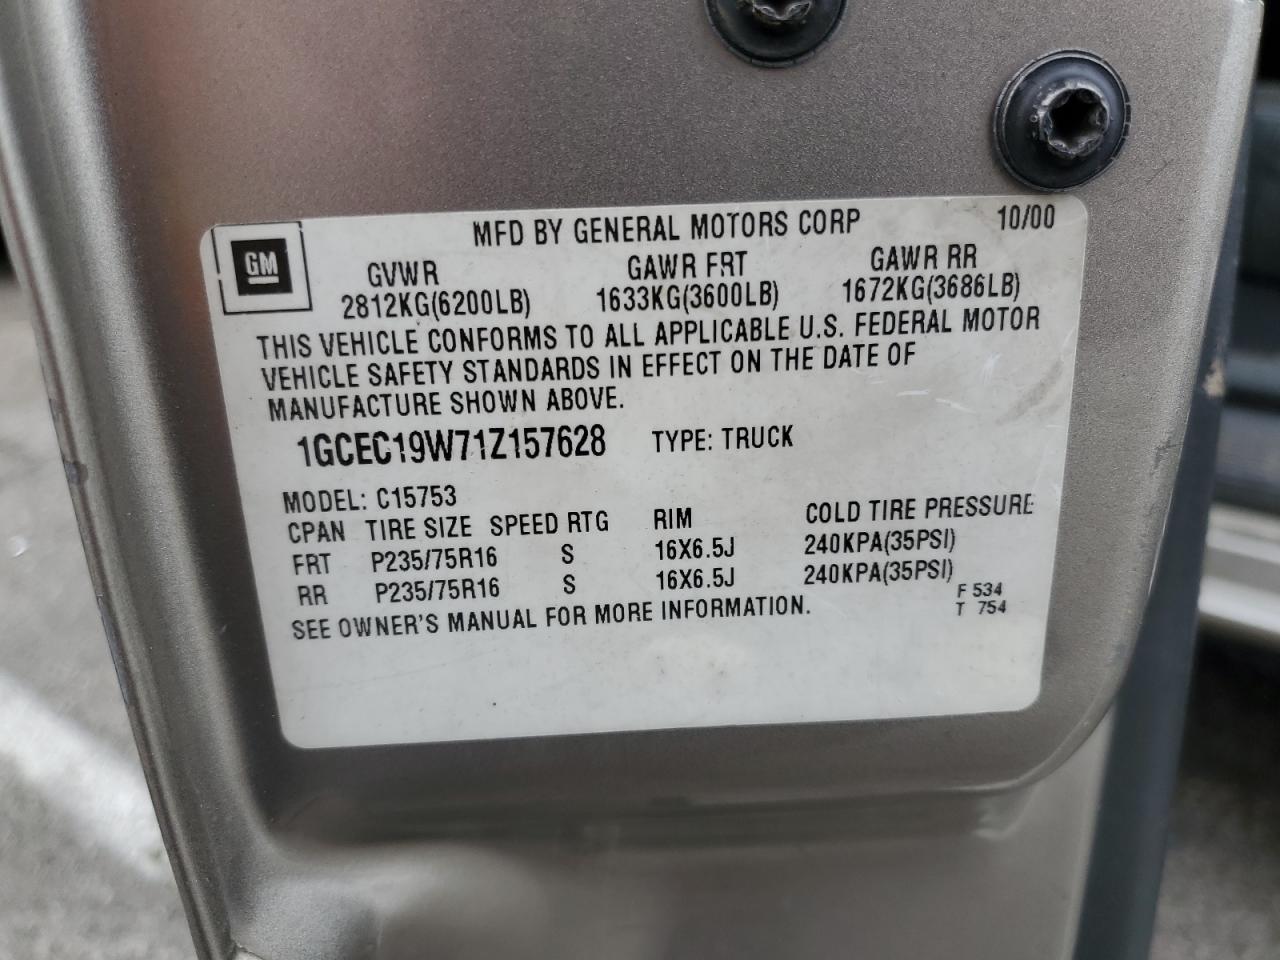 MFD BY GENERAL MOTORS CORP 10/00
GM
GVWR GAWR FRT GAWR RR
2812KG(6200LB) 1633KG(3600LB) 1672KG(3686LB)
THIS VEHICLE CONFORMS TO ALL APPLICABLE U.S. FEDERAL MOTOR
VEHICLE SAFETY STANDARDS IN EFFECT ON THE DATE OF
MANUFACTURE SHOWN ABOVE.
1GCEC19W71Z157628 TYPE: TRUCK
MODEL: C15753
CPAN TIRE SIZE SPEED RTG RIM COLD TIRE PRESSURE
FRT P235/75R16 S 16X6.5J 240KPA(35PSI)
RR P235/75R16 S 16X6.5J 240KPA(35PSI)
SEE OWNER'S MANUAL FOR MORE INFORMATION.
F 534
T 754